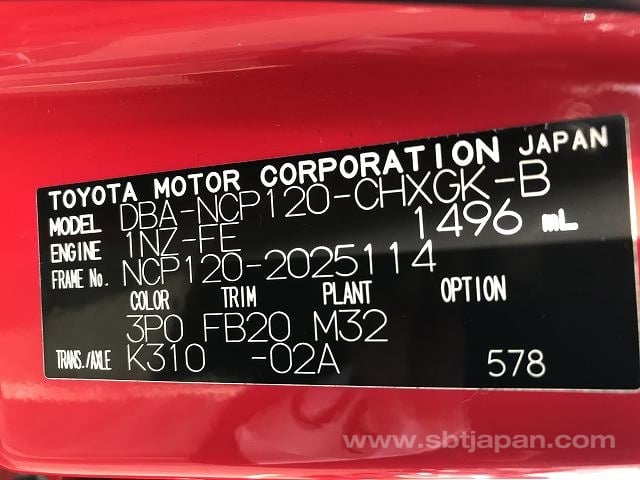 TOYOTA MOTOR CORPORATION JAPAN
MODEL DBA-NCP120-CHXGK-B
ENGINE 1NZ-FE 1496 mL
FRAME No. NCP120-2025114
COLOR TRIM PLANT OPTION
3P0 FB20 M32
TRANS./AXLE K310 -02A 578
www.sbtjapan.com